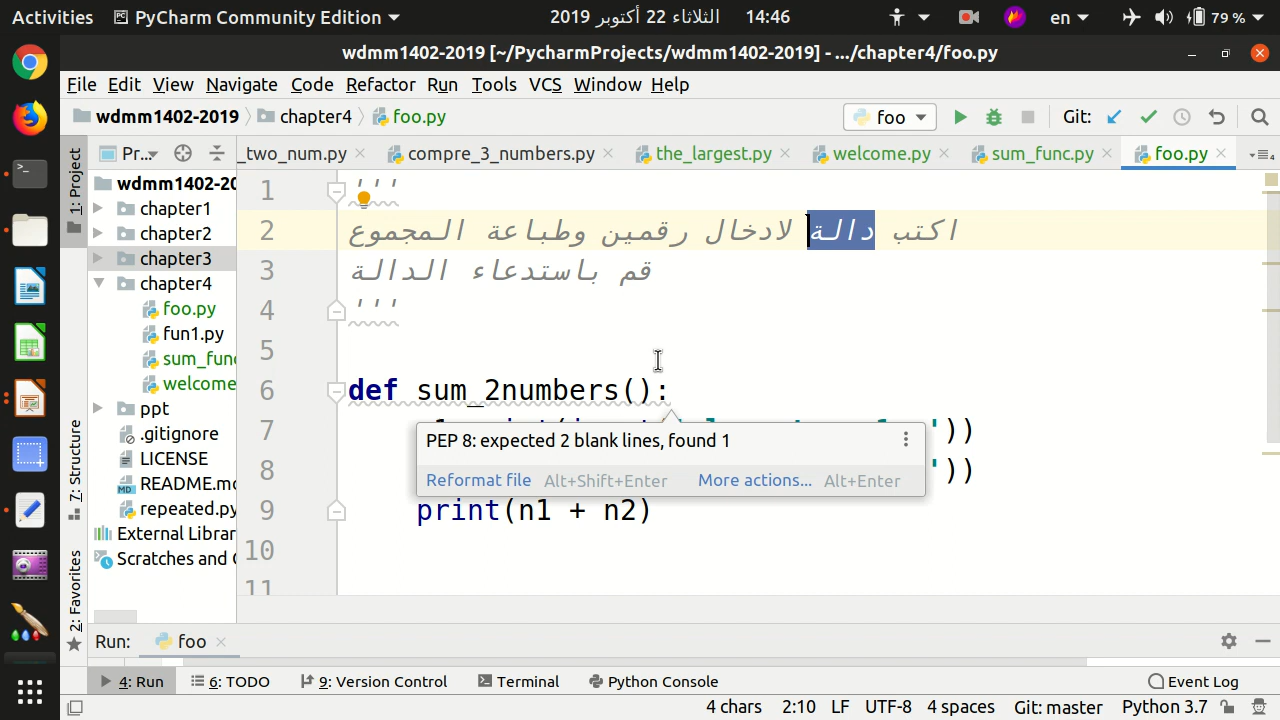 Activities PyCharm Community Edition الثلاثاء 22 أكتوبر 2019 14:46 en 79 %
wdmm1402-2019 [~/PycharmProjects/wdmm1402-2019] - .../chapter4/foo.py
File Edit View Navigate Code Refactor Run Tools VCS Window Help
wdmm1402-2019 chapter4 foo.py foo Git:
1: Project
Pr... _two_num.py compre_3_numbers.py the_largest.py welcome.py sum_func.py foo.py 4
wdmm1402-20
chapter1
chapter2
chapter3
chapter4
foo.py
fun1.py
sum_fun
welcome
ppt
.gitignore
LICENSE
README.m
repeated.py
External Librar
Scratches and
7: Structure
2: Favorites
1 '''
2 اكتب دالة لادخال رقمين وطباعة المجموع
3 قم باستدعاء الدالة
4 '''
5
6 def sum_2numbers():
7 '))
PEP 8: expected 2 blank lines, found 1
8 '))
Reformat file Alt+Shift+Enter More actions... Alt+Enter
9 print(n1 + n2)
10
11
Run: foo
4: Run 6: TODO 9: Version Control Terminal Python Console Event Log
4 chars 2:10 LF UTF-8 4 spaces Git: master Python 3.7